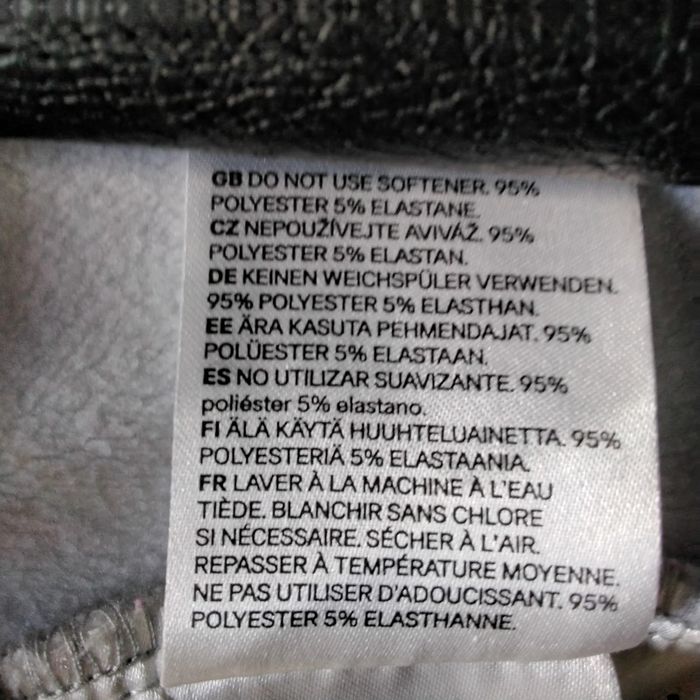 GB DO NOT USE SOFTENER. 95%
POLYESTER 5% ELASTANE.
CZ NEPOUŽÍVEJTE AVIVÁŽ. 95%
POLYESTER 5% ELASTAN.
DE KEINEN WEICHSPÜLER VERWENDEN.
95% POLYESTER 5% ELASTHAN.
EE ÄRA KASUTA PEHMENDAJAT. 95%
POLÜESTER 5% ELASTAAN.
ES NO UTILIZAR SUAVIZANTE. 95%
poliéster 5% elastano.
FI ÄLÄ KÄYTÄ HUUHTELUAINETTA. 95%
POLYESTERIÄ 5% ELASTAANIA.
FR LAVER À LA MACHINE À L'EAU
TIÈDE. BLANCHIR SANS CHLORE
SI NÉCESSAIRE. SÉCHER À L'AIR.
REPASSER À TEMPÉRATURE MOYENNE.
NE PAS UTILISER D'ADOUCISSANT. 95%
POLYESTER 5% ELASTHANNE.